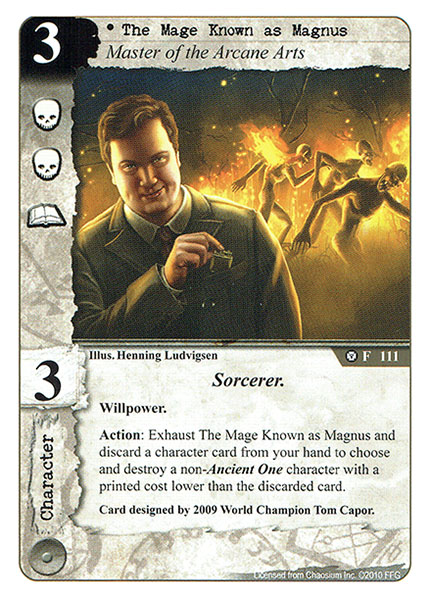 3
• The Mage Known as Magnus
Master of the Arcane Arts
Illus. Henning Ludvigsen
F 111
3
Sorcerer.
Willpower.
Action: Exhaust The Mage Known as Magnus and
discard a character card from your hand to choose
and destroy a non-Ancient One character with a
printed cost lower than the discarded card.
Card designed by 2009 World Champion Tom Capor.
Character
Licensed from Chaosium Inc. ©2010 FFG